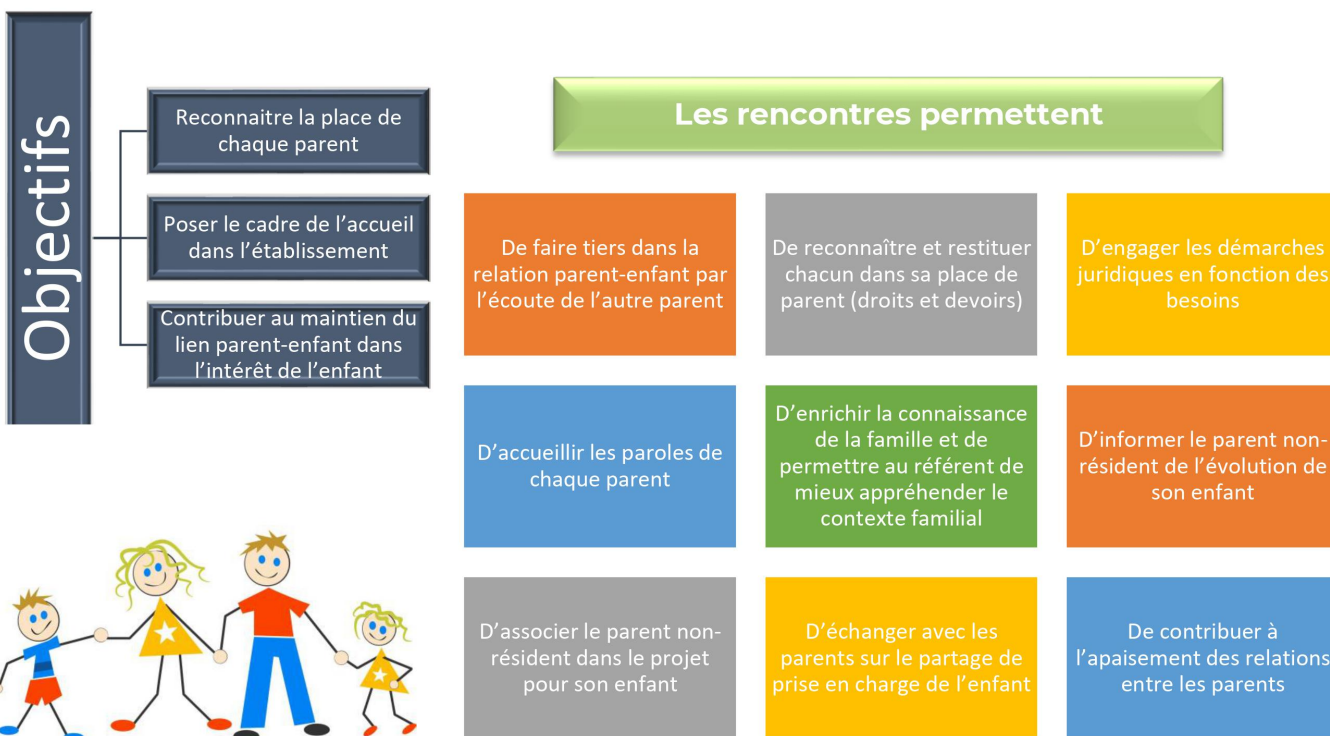 Objectifs
Reconnaitre la place de
chaque parent
Poser le cadre de l'accueil
dans l'établissement
Contribuer au maintien du
lien parent-enfant dans
l'intérêt de l'enfant
Les rencontres permettent
De faire tiers dans la
relation parent-enfant par
l'écoute de l'autre parent
De reconnaître et restituer
chacun dans sa place de
parent (droits et devoirs)
D'engager les démarches
juridiques en fonction des
besoins
D'accueillir les paroles de
chaque parent
D'enrichir la connaissance
de la famille et de
permettre au référent de
mieux appréhender le
contexte familial
D'informer le parent non-
résident de l'évolution de
son enfant
D'associer le parent non-
résident dans le projet
pour son enfant
D'échanger avec les
parents sur le partage de
prise en charge de l'enfant
De contribuer à
l'apaisement des relations
entre les parents